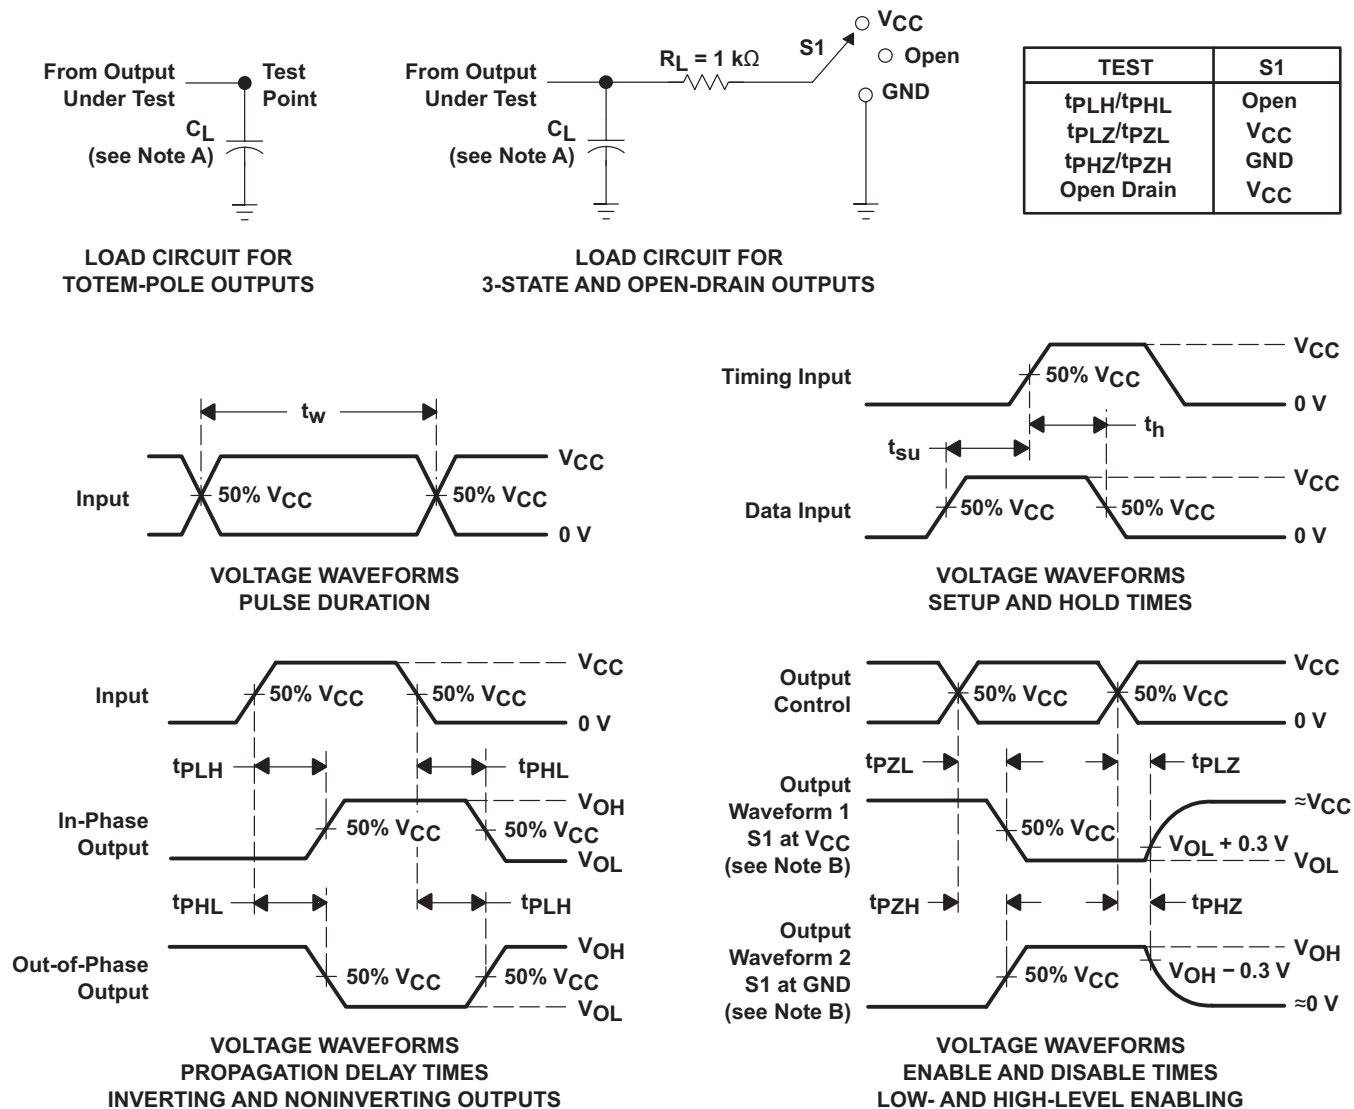 From Output
Under Test
Test
Point
CL
(see Note A)
LOAD CIRCUIT FOR
TOTEM-POLE OUTPUTS
From Output
Under Test
RL = 1 kΩ
S1
VCC
Open
GND
CL
(see Note A)
LOAD CIRCUIT FOR
3-STATE AND OPEN-DRAIN OUTPUTS
TEST S1
tPLH/tPHL Open
tPLZ/tPZL VCC
tPHZ/tPZH GND
Open Drain VCC
tw
Input
50% VCC
50% VCC
VCC
0 V
VOLTAGE WAVEFORMS
PULSE DURATION
Timing Input
50% VCC
VCC
0 V
tsu
th
Data Input
50% VCC
50% VCC
VCC
0 V
VOLTAGE WAVEFORMS
SETUP AND HOLD TIMES
Input
50% VCC
50% VCC
VCC
0 V
tPLH
tPHL
In-Phase
Output
50% VCC
50% VCC
VOH
VOL
tPHL
tPLH
Out-of-Phase
Output
50% VCC
50% VCC
VOH
VOL
VOLTAGE WAVEFORMS
PROPAGATION DELAY TIMES
INVERTING AND NONINVERTING OUTPUTS
Output
Control
50% VCC
50% VCC
VCC
0 V
tPZL
tPLZ
Output
Waveform 1
S1 at VCC
(see Note B)
50% VCC
≈VCC
VOL + 0.3 V
VOL
tPZH
tPHZ
Output
Waveform 2
S1 at GND
(see Note B)
50% VCC
VOH
VOH − 0.3 V
≈0 V
VOLTAGE WAVEFORMS
ENABLE AND DISABLE TIMES
LOW- AND HIGH-LEVEL ENABLING